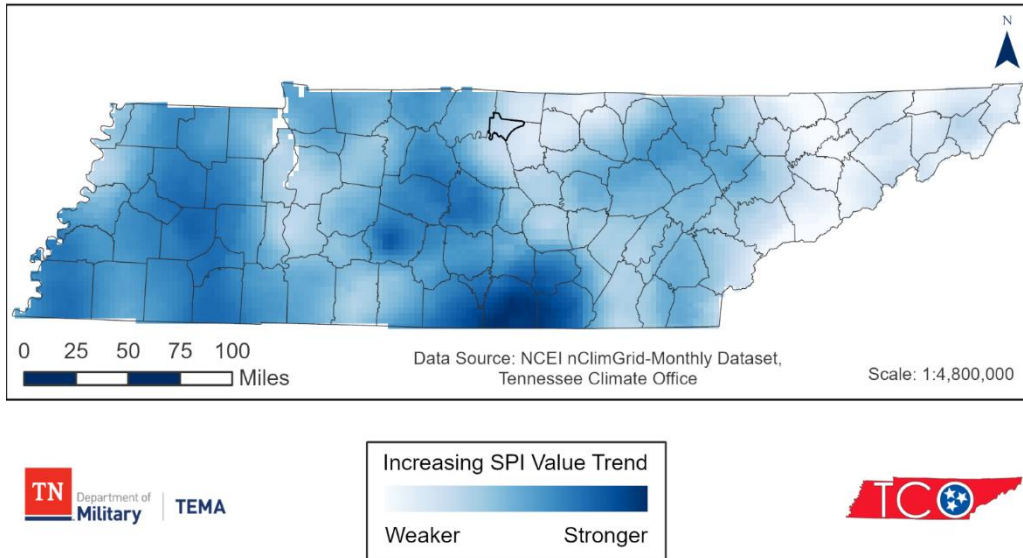 N
0 25 50 75 100
Miles
Data Source: NCEI nClimGrid-Monthly Dataset,
Tennessee Climate Office
Scale: 1:4,800,000
TN
Department of
Military
TEMA
Increasing SPI Value Trend
Weaker Stronger
TCO